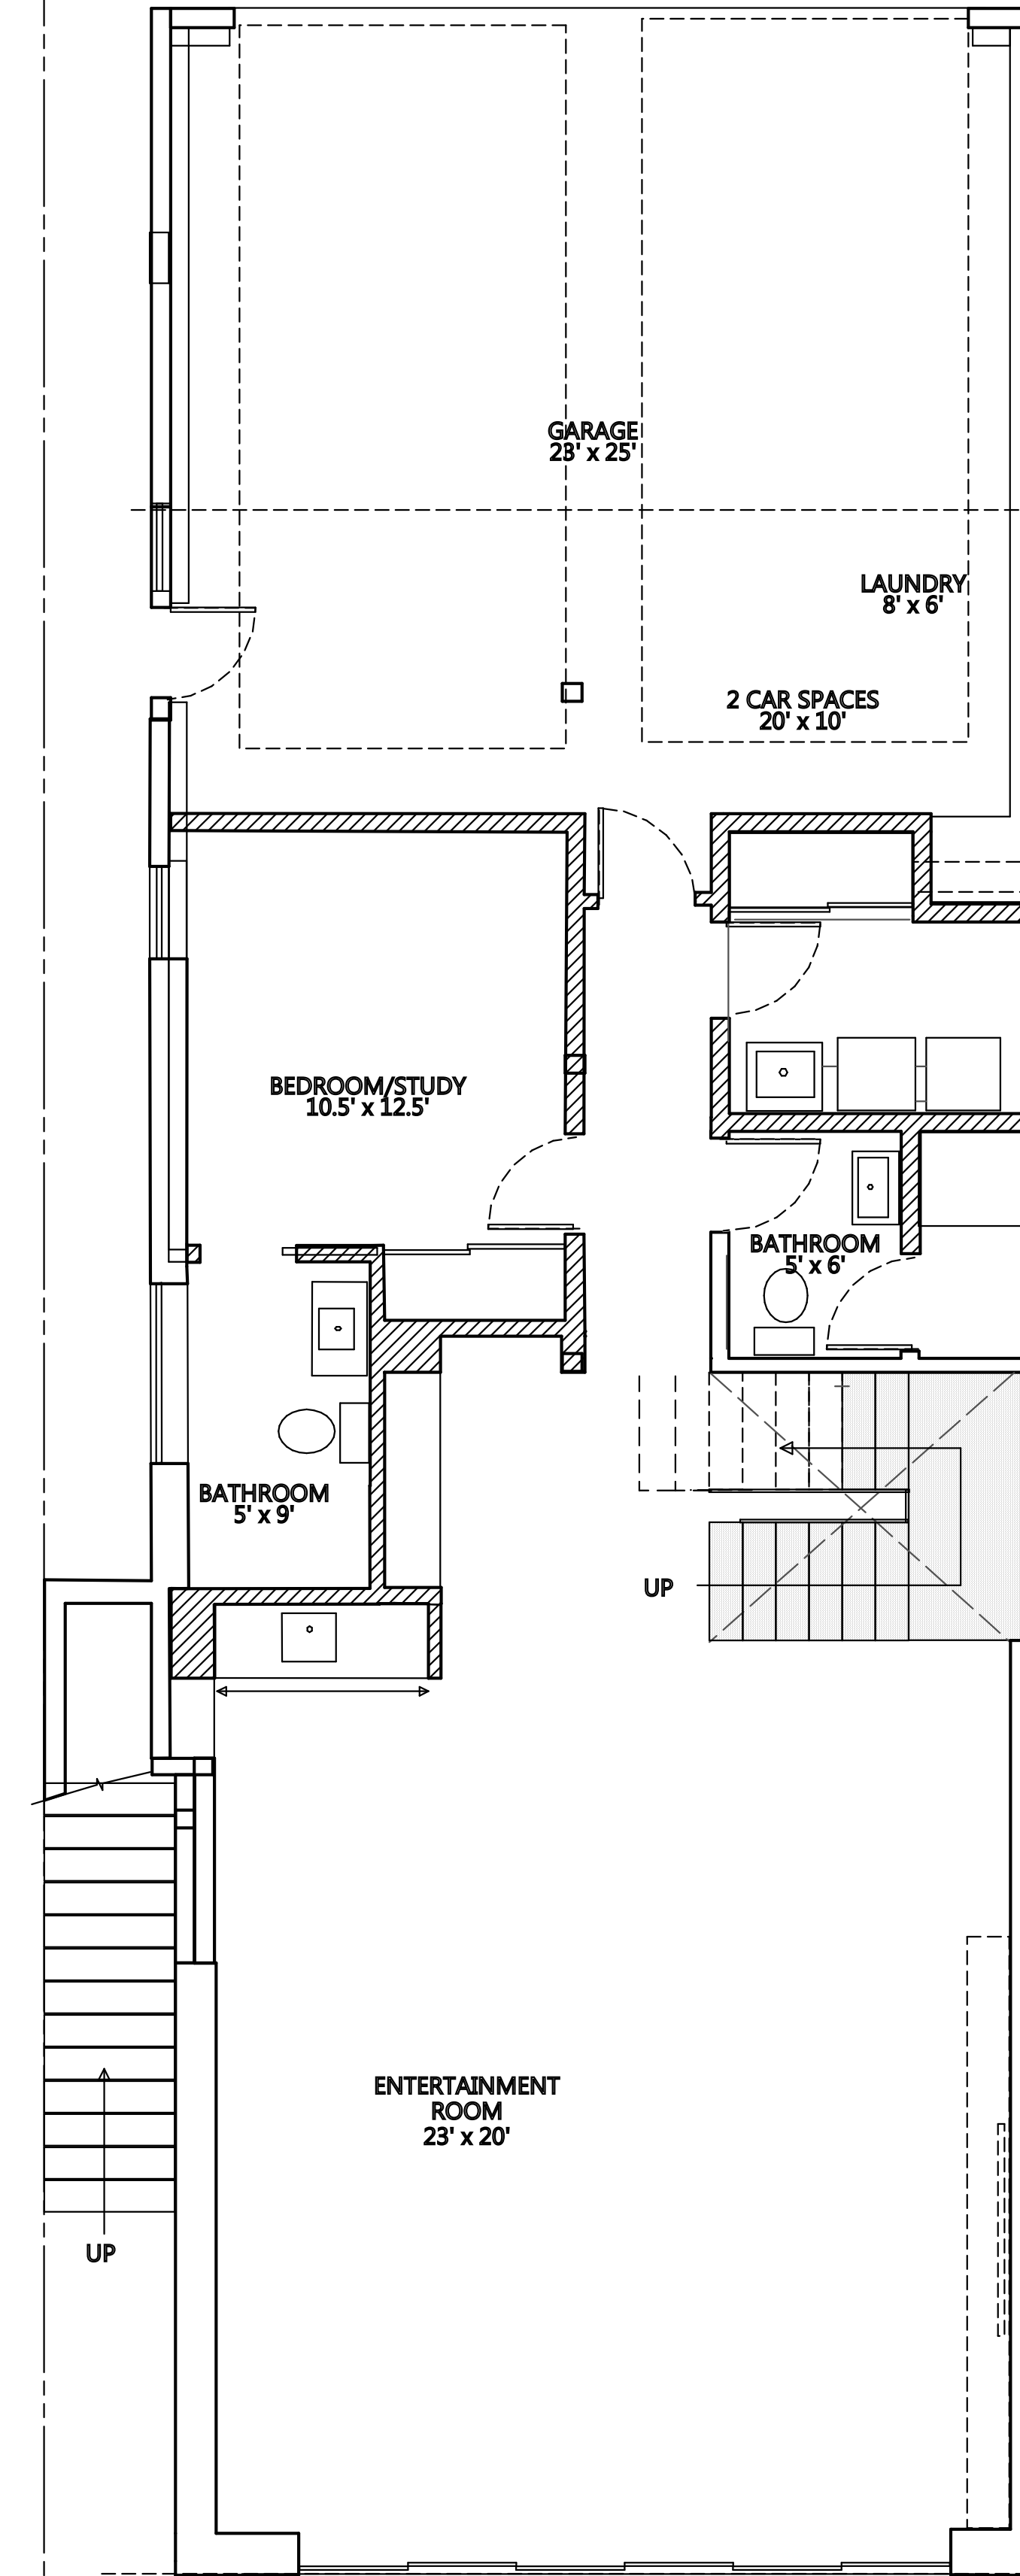 GARAGE
23' x 25'
LAUNDRY
8' x 6'
2 CAR SPACES
20' x 10'
BEDROOM/STUDY
10.5' x 12.5'
BATHROOM
5' x 6'
BATHROOM
5' x 9'
UP
ENTERTAINMENT
ROOM
23' x 20'
UP